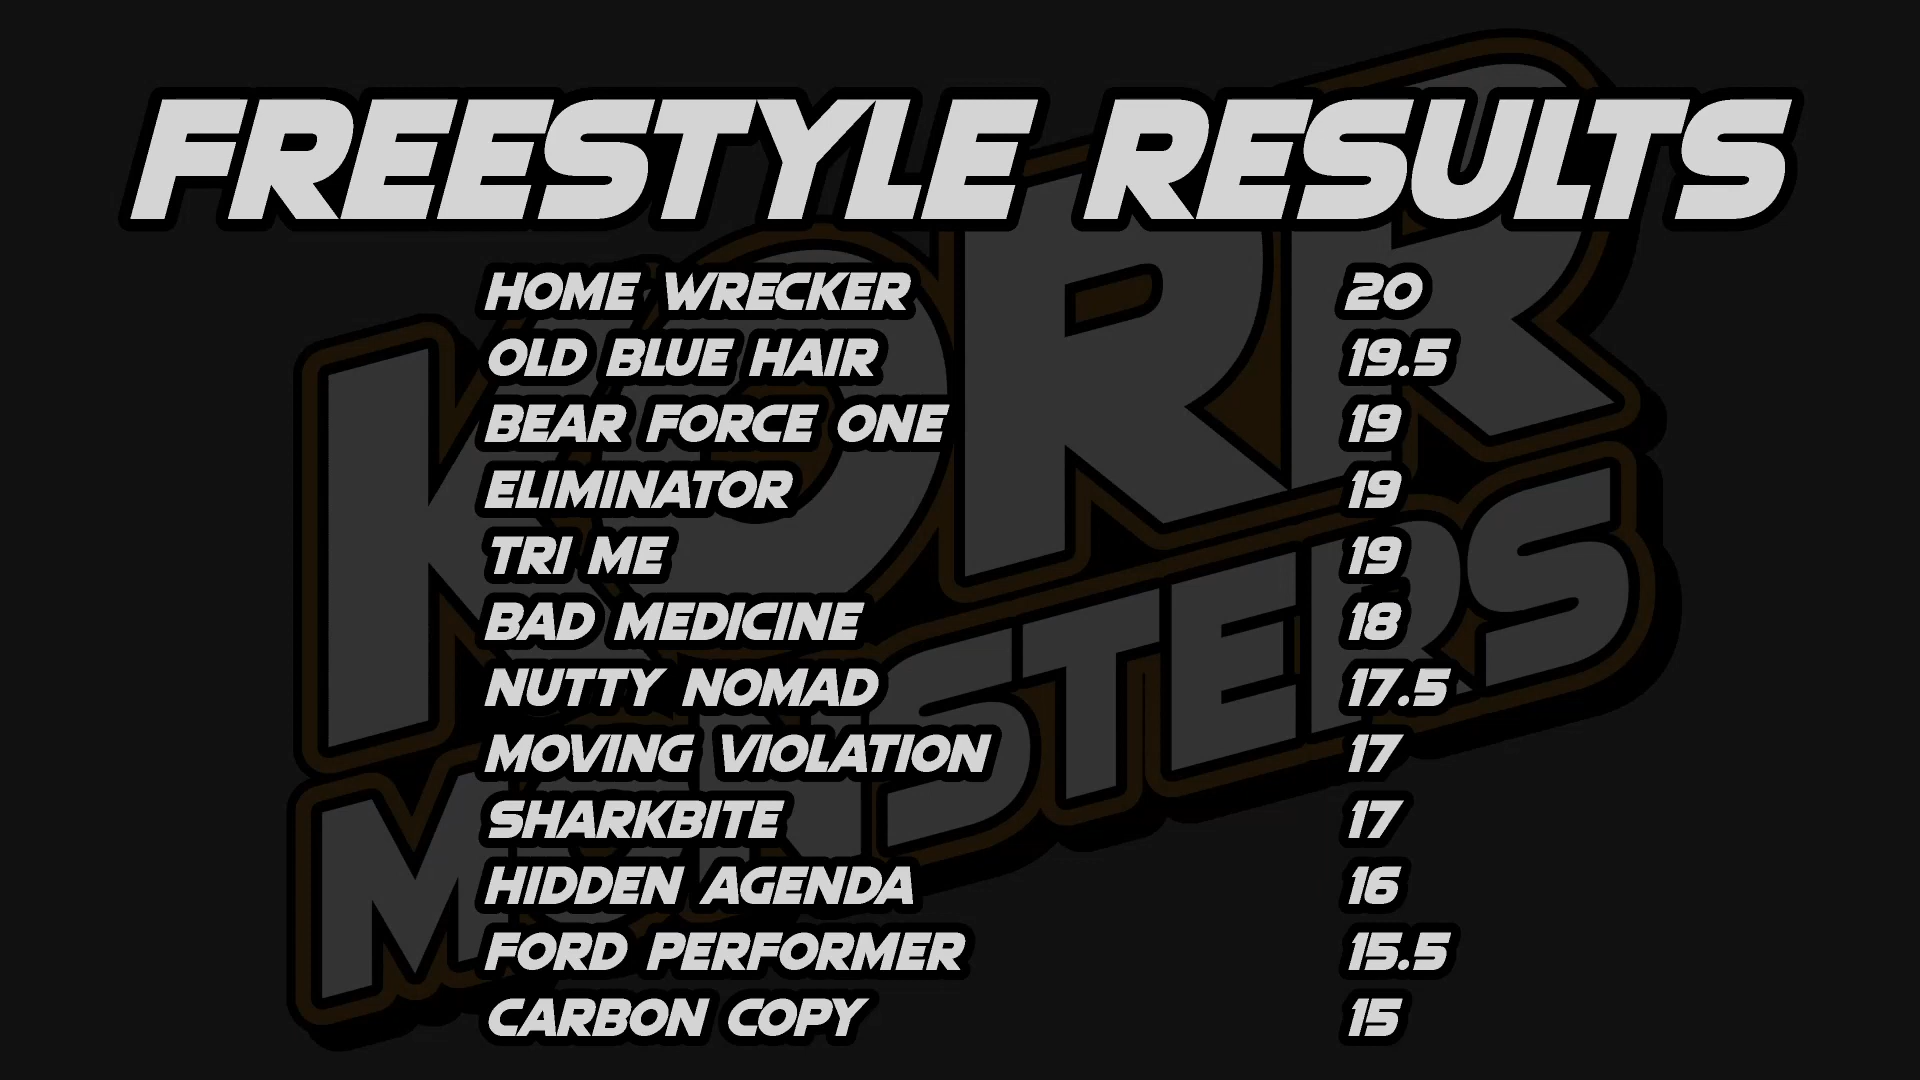 FREESTYLE RESULTS
HOME WRECKER 20
OLD BLUE HAIR 19.5
BEAR FORCE ONE 19
ELIMINATOR 19
TRI ME 19
BAD MEDICINE 18
NUTTY NOMAD 17.5
MOVING VIOLATION 17
SHARKBITE 17
HIDDEN AGENDA 16
FORD PERFORMER 15.5
CARBON COPY 15
KORR
MONSTERS